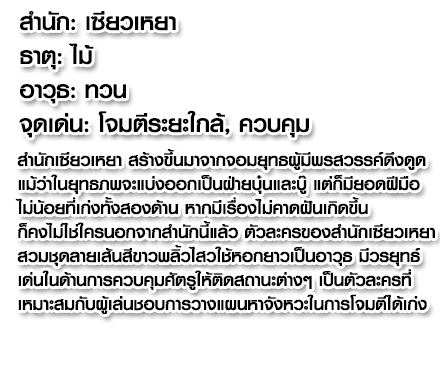 สำนัก: เซียวเหยา
ธาตุ: ไม้
อาวุธ: ทวน
จุดเด่น: โจมตีระยะใกล้, ควบคุม
สำนักเซียวเหยา สร้างขึ้นมาจากจอมยุทธผู้มีพรสวรรค์ดึงดูด
แม้ว่าในยุทธภพจะแบ่งออกเป็นฝ่ายบุ๋นและบู๊ แต่ก็มียอดฝีมือ
ไม่น้อยที่เก่งทั้งสองด้าน หากมีเรื่องไม่คาดฝันเกิดขึ้น
ก็คงไม่ใช่ใครนอกจากสำนักนี้แล้ว ตัวละครของสำนักเซียวเหยา
สวมชุดลายเส้นสีขาวพลิ้วไสวใช้หอกยาวเป็นอาวุธ มีวรยุทธ์
เด่นในด้านการควบคุมศัตรูให้ติดสถานะต่างๆ เป็นตัวละครที่
เหมาะสมกับผู้เล่นชอบการวางแผนหาจังหวะในการโจมตีได้เก่ง